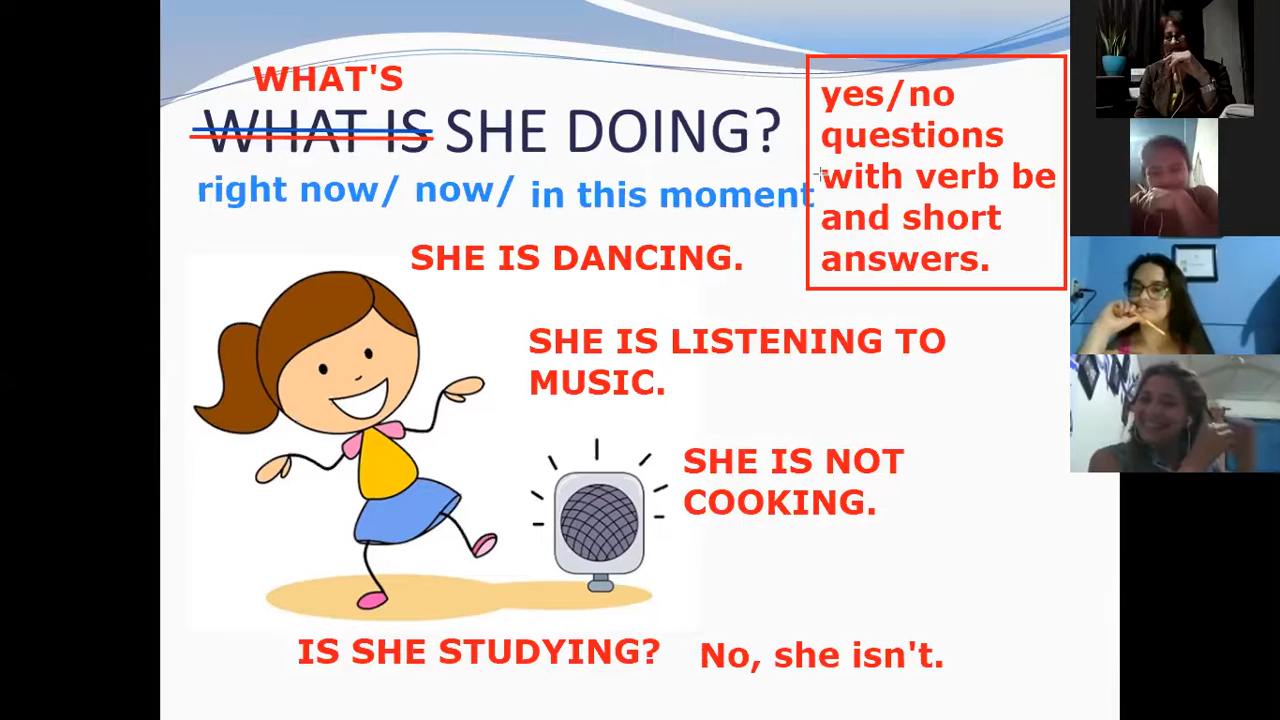 WHAT'S
WHAT IS SHE DOING?
right now/ now/ in this moment
yes/no
questions
with verb be
and short
answers.
SHE IS DANCING.
SHE IS LISTENING TO
MUSIC.
SHE IS NOT
COOKING.
IS SHE STUDYING? No, she isn't.